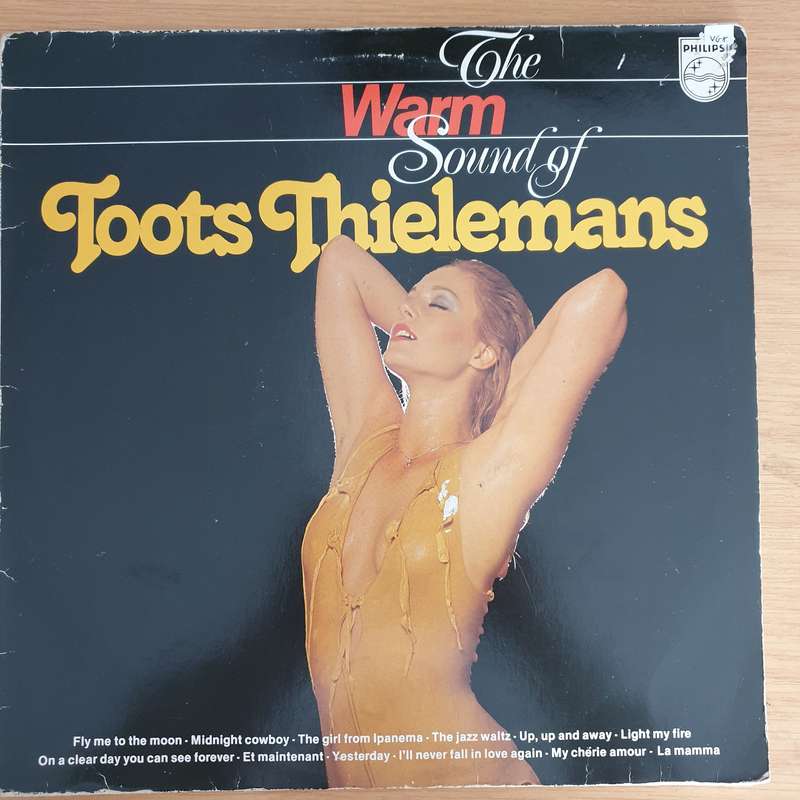 The
VG+
PHILIPS
Warm
Sound of
Toots Thielemans
Fly me to the moon - Midnight cowboy - The girl from Ipanema - The jazz waltz - Up, up and away - Light my fire
On a clear day you can see forever - Et maintenant - Yesterday - I'll never fall in love again - My chérie amour - La mamma